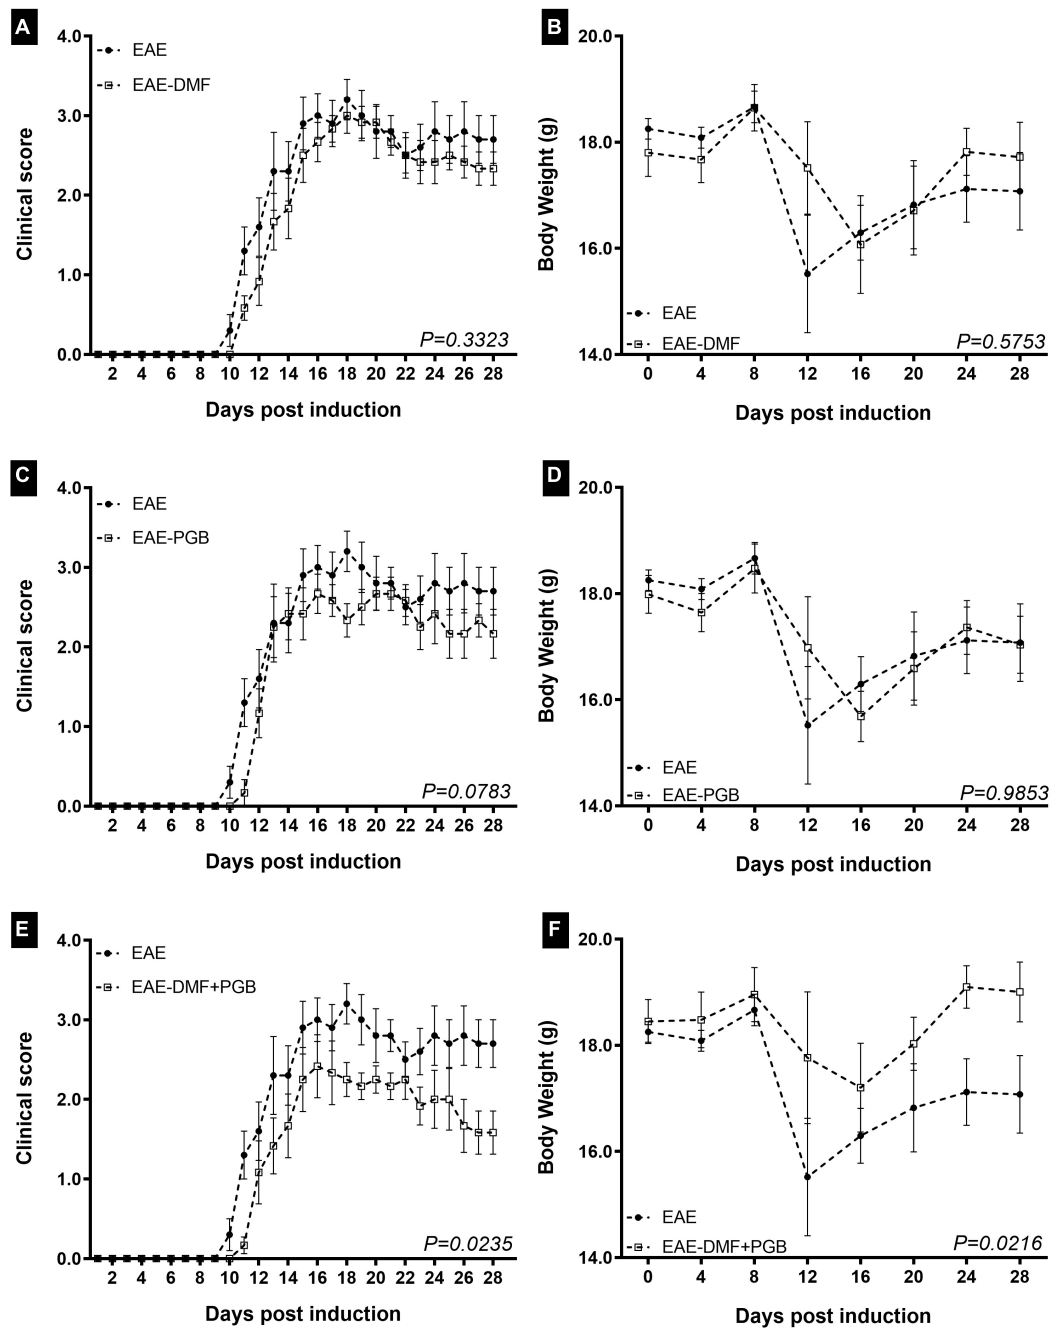 A
B
4.0
3.0
2.0
1.0
0.0
Clinical score
EAE
EAE-DMF
P=0.3323
2 4 6 8 10 12 14 16 18 20 22 24 26 28
Days post induction
20.0
18.0
16.0
14.0
Body Weight (g)
EAE
EAE-DMF
P=0.5753
0 4 8 12 16 20 24 28
Days post induction
C
D
4.0
3.0
2.0
1.0
0.0
Clinical score
EAE
EAE-PGB
P=0.0783
2 4 6 8 10 12 14 16 18 20 22 24 26 28
Days post induction
20.0
18.0
16.0
14.0
Body Weight (g)
EAE
EAE-PGB
P=0.9853
0 4 8 12 16 20 24 28
Days post induction
E
F
4.0
3.0
2.0
1.0
0.0
Clinical score
EAE
EAE-DMF+PGB
P=0.0235
2 4 6 8 10 12 14 16 18 20 22 24 26 28
Days post induction
20.0
18.0
16.0
14.0
Body Weight (g)
EAE
EAE-DMF+PGB
P=0.0216
0 4 8 12 16 20 24 28
Days post induction